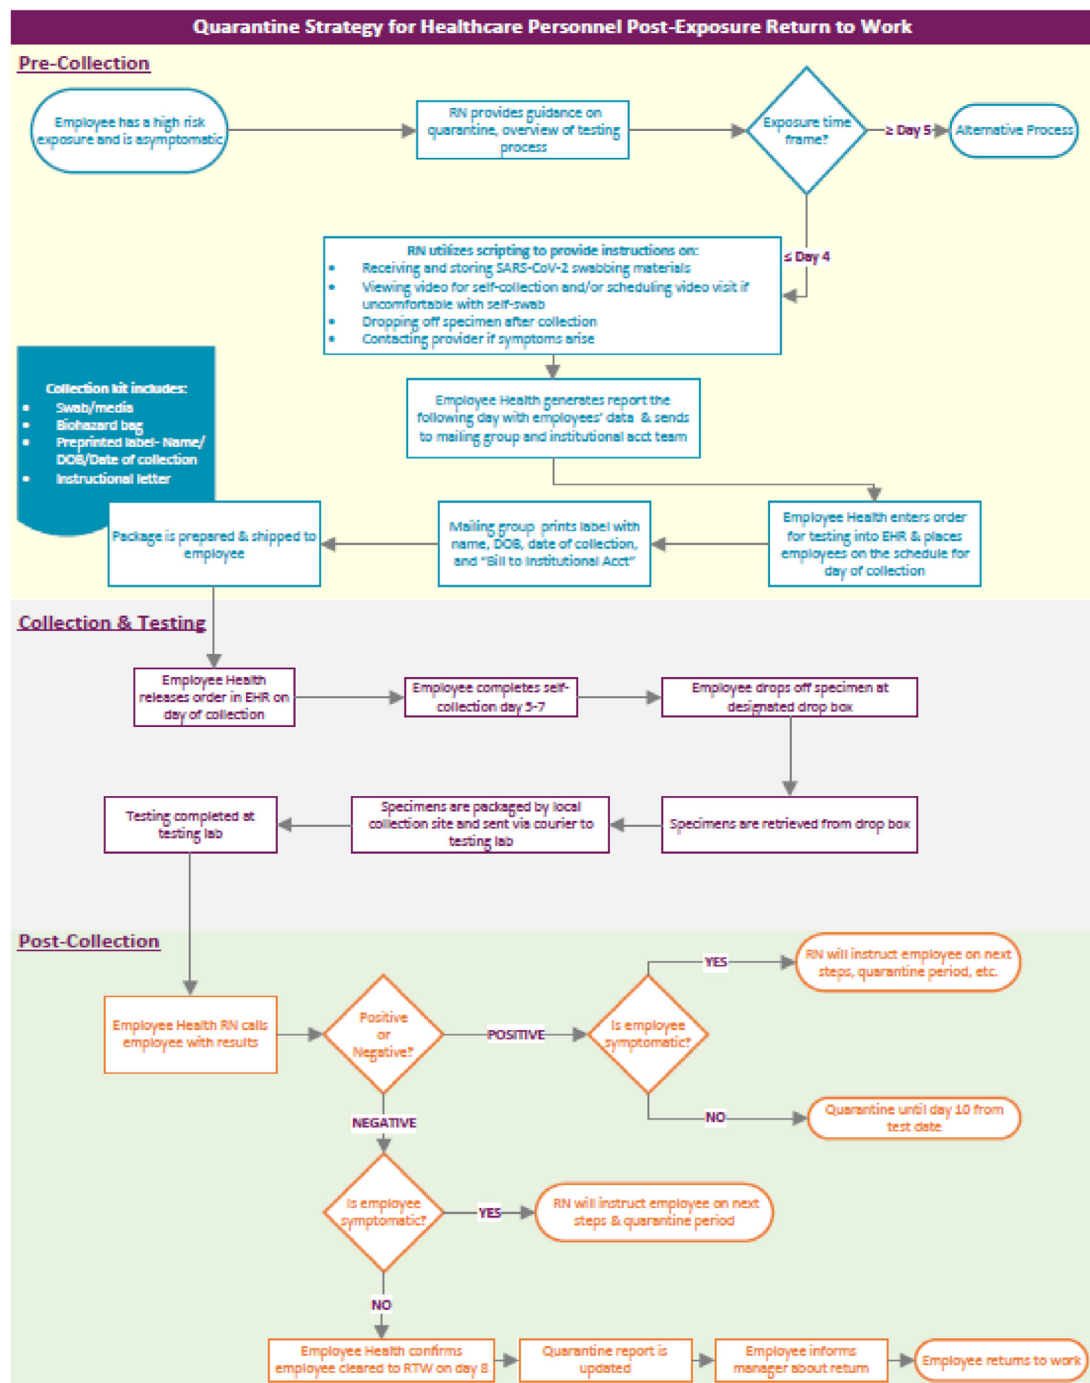 Quarantine Strategy for Healthcare Personnel Post-Exposure Return to Work
Pre-Collection
Employee has a high risk
exposure and is asymptomatic
RN provides guidance on
quarantine, overview of testing
process
Exposure time
frame?
≥ Day 5
Alternative Process
≤ Day 4
RN utilizes scripting to provide instructions on:
• Receiving and storing SARS-CoV-2 swabbing materials
• Viewing video for self-collection and/or scheduling video visit if
uncomfortable with self-swab
• Dropping off specimen after collection
• Contacting provider if symptoms arise
Collection kit includes:
• Swab/media
• Biohazard bag
• Preprinted label- Name/
DOB/Date of collection
• Instructional letter
Employee Health generates report the
following day with employees' data & sends
to mailing group and institutional acct team
Employee Health enters order
for testing into EHR & places
employees on the schedule for
day of collection
Mailing group prints label with
name, DOB, date of collection,
and "Bill to Institutional Acct"
Package is prepared & shipped to
employee
Collection & Testing
Employee Health
releases order in EHR on
day of collection
Employee completes self-
collection day 5-7
Employee drops off specimen at
designated drop box
Specimens are retrieved from drop box
Specimens are packaged by local
collection site and sent via courier to
testing lab
Testing completed at
testing lab
Post-Collection
Employee Health RN calls
employee with results
Positive
or
Negative?
POSITIVE
Is employee
symptomatic?
YES
RN will instruct employee on next
steps, quarantine period, etc.
NO
Quarantine until day 10 from
test date
NEGATIVE
Is employee
symptomatic?
YES
RN will instruct employee on next
steps & quarantine period
NO
Employee Health confirms
employee cleared to RTW on day 8
Quarantine report is
updated
Employee informs
manager about return
Employee returns to work